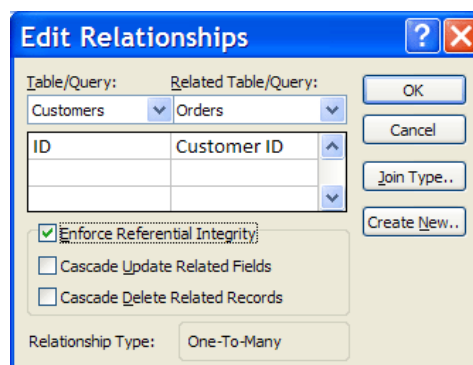 Edit Relationships
Table/Query: Related Table/Query:
Customers Orders
ID Customer ID
Enforce Referential Integrity
Cascade Update Related Fields
Cascade Delete Related Records
Relationship Type: One-To-Many
OK
Cancel
Join Type..
Create New..